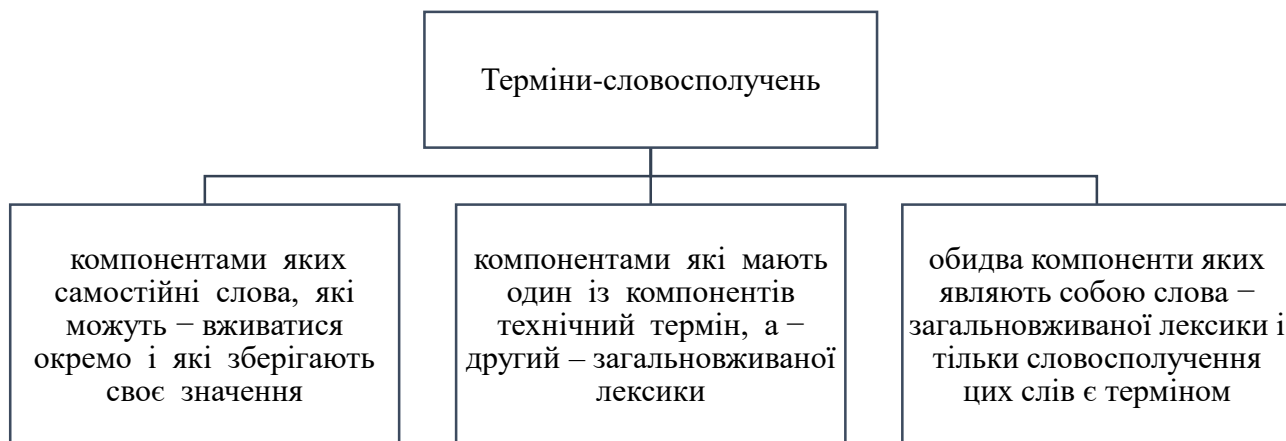 Терміни-словосполучень
компонентами яких
самостійні слова, які
можуть − вживатися
окремо і які зберігають
своє значення
компонентами які мають
один із компонентів
технічний термін, а −
другий – загальновживаної
лексики
обидва компоненти яких
являють собою слова −
загальновживаної лексики і
тільки словосполучення
цих слів є терміном